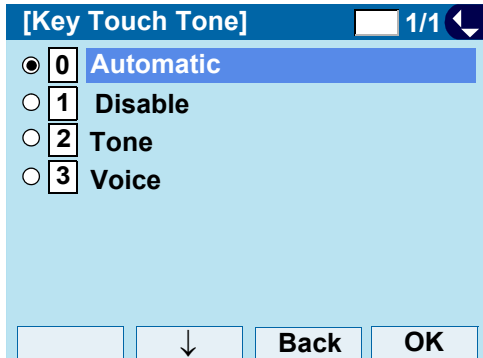 [Key Touch Tone] 1/1
0 Automatic
1 Disable
2 Tone
3 Voice
↓ Back OK